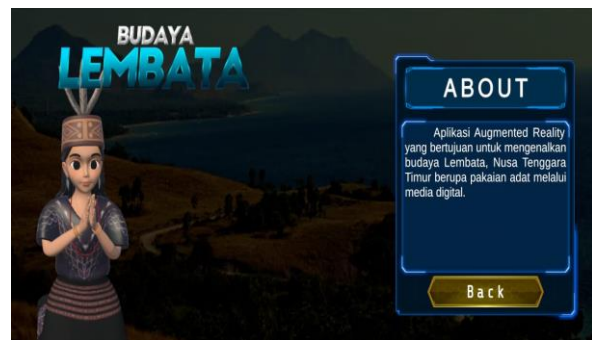 BUDAYA
LEMBATA
ABOUT
Aplikasi Augmented Reality
yang bertujuan untuk mengenalkan
budaya Lembata, Nusa Tenggara
Timur berupa pakaian adat melalui
media digital.
Back